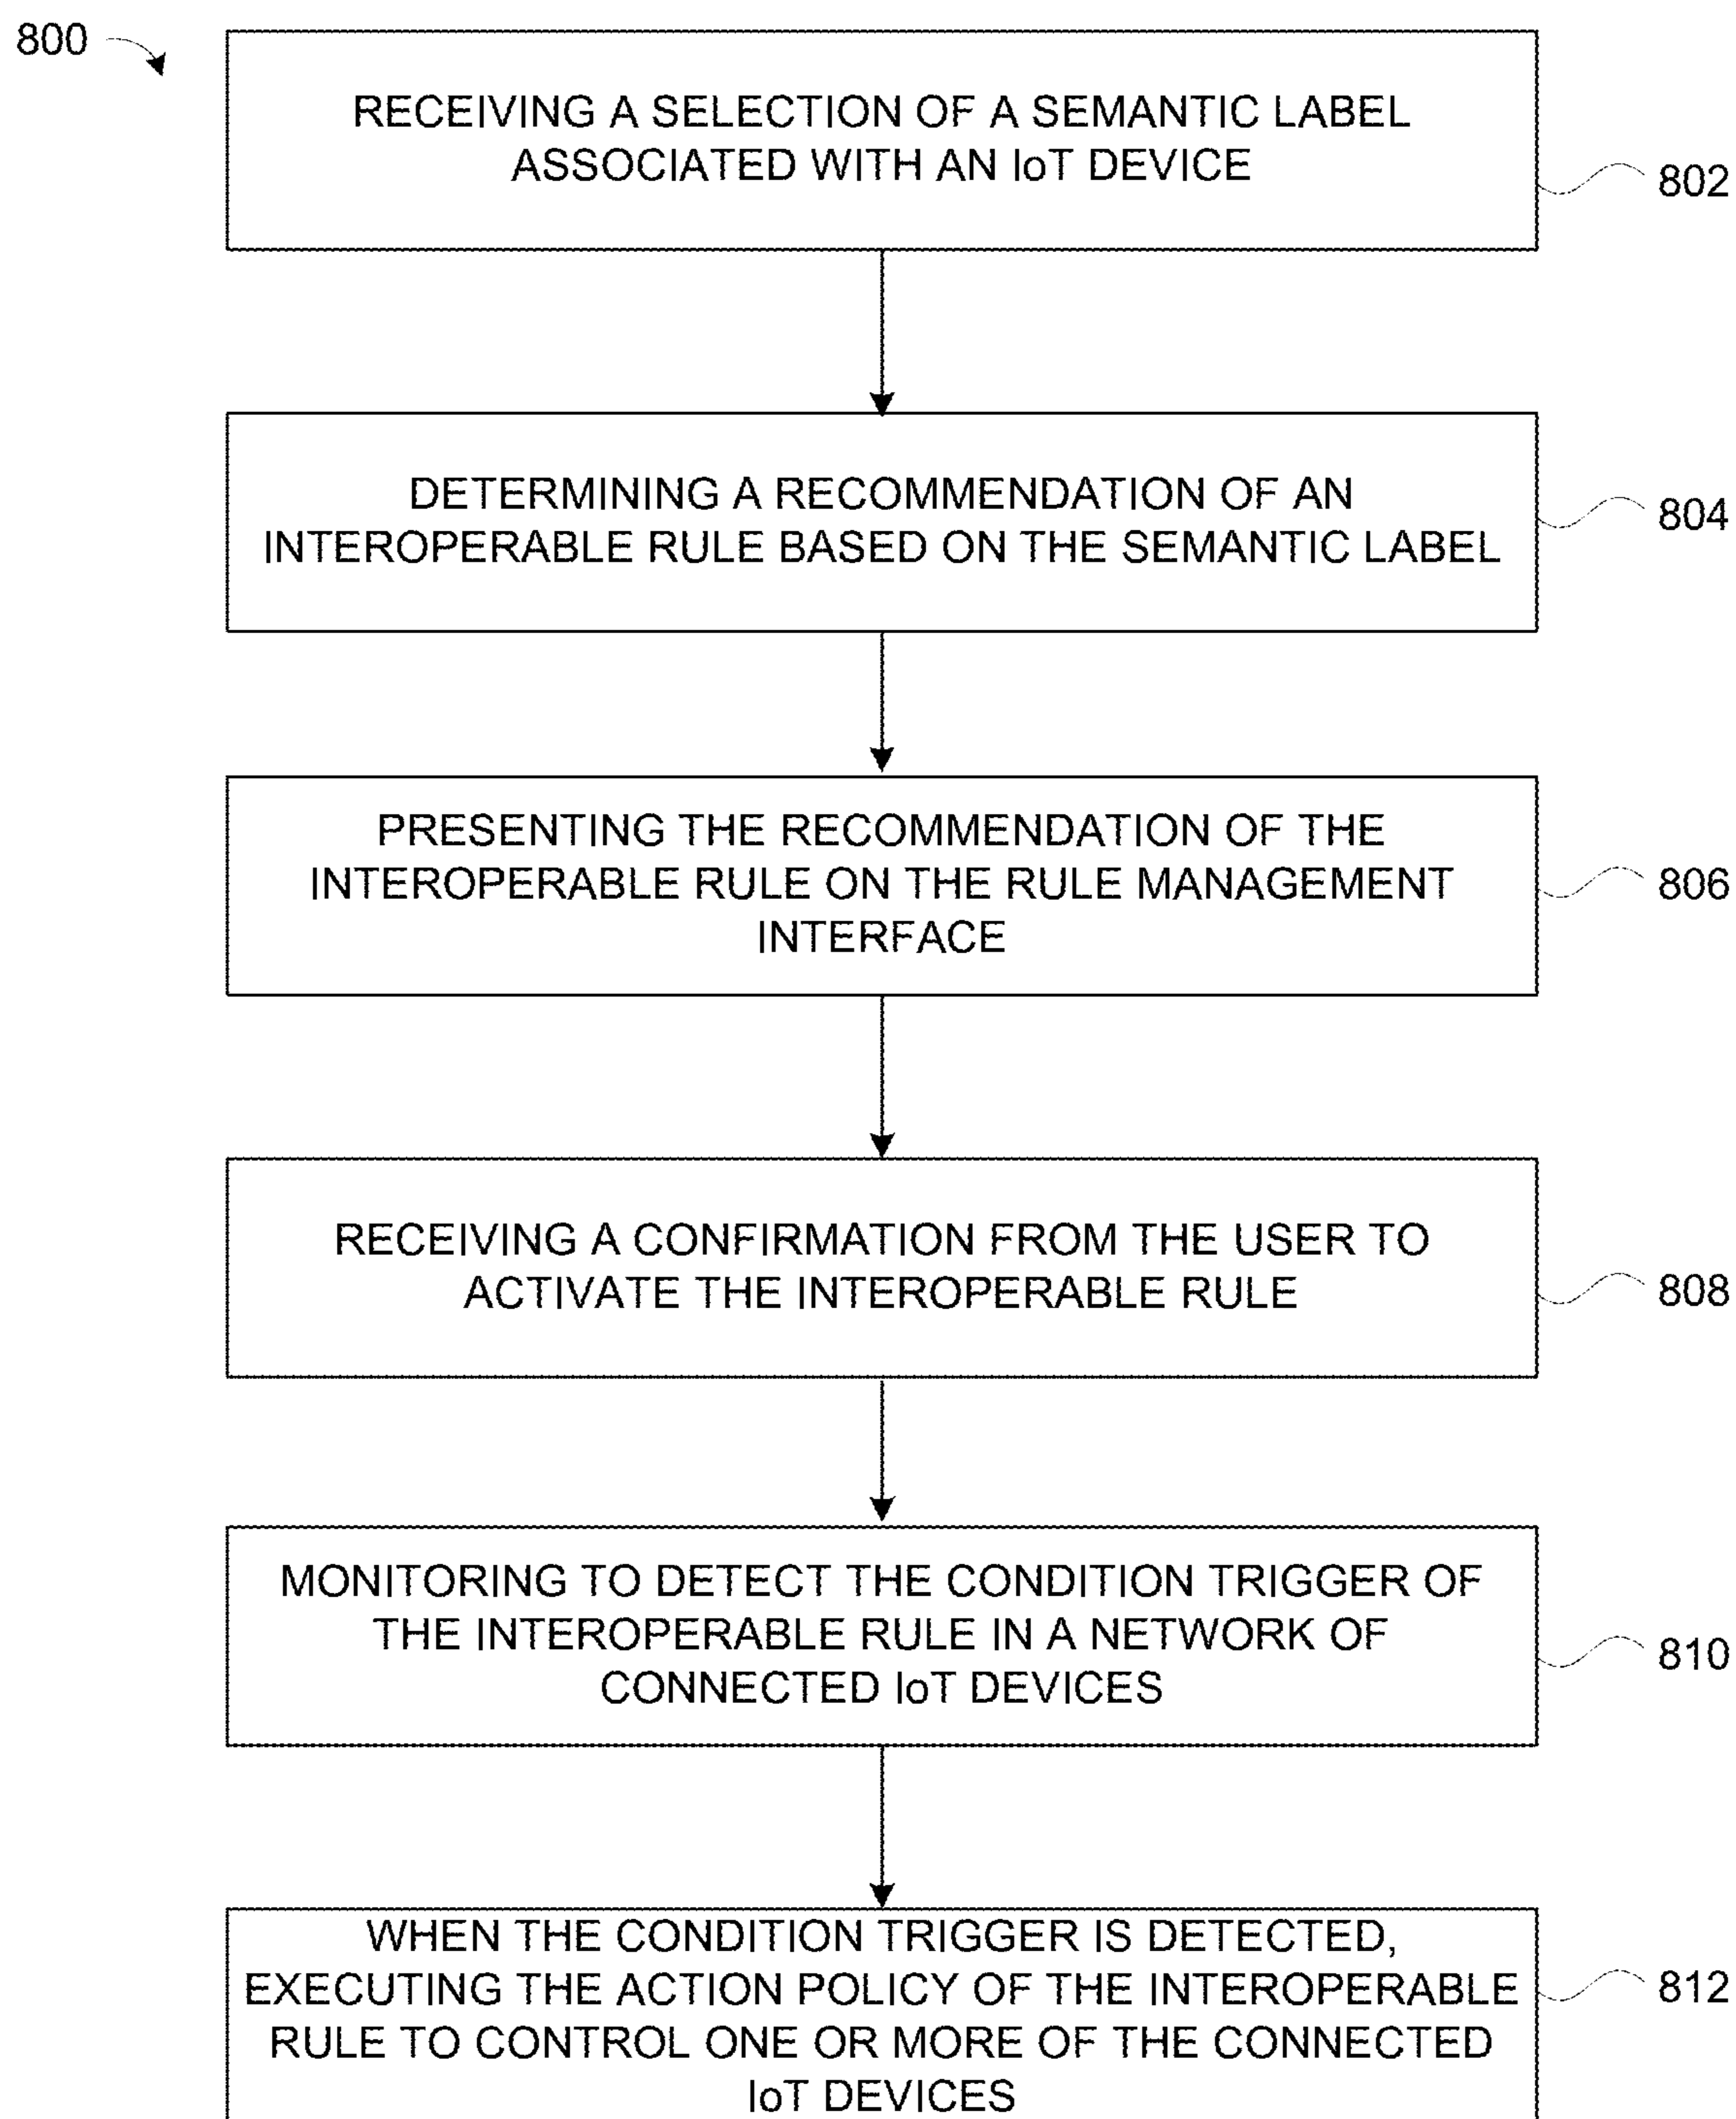 800
RECEIVING A SELECTION OF A SEMANTIC LABEL
ASSOCIATED WITH AN IoT DEVICE
802
DETERMINING A RECOMMENDATION OF AN
INTEROPERABLE RULE BASED ON THE SEMANTIC LABEL
804
PRESENTING THE RECOMMENDATION OF THE
INTEROPERABLE RULE ON THE RULE MANAGEMENT
INTERFACE
806
RECEIVING A CONFIRMATION FROM THE USER TO
ACTIVATE THE INTEROPERABLE RULE
808
MONITORING TO DETECT THE CONDITION TRIGGER OF
THE INTEROPERABLE RULE IN A NETWORK OF
CONNECTED IoT DEVICES
810
WHEN THE CONDITION TRIGGER IS DETECTED,
EXECUTING THE ACTION POLICY OF THE INTEROPERABLE
RULE TO CONTROL ONE OR MORE OF THE CONNECTED
IoT DEVICES
812